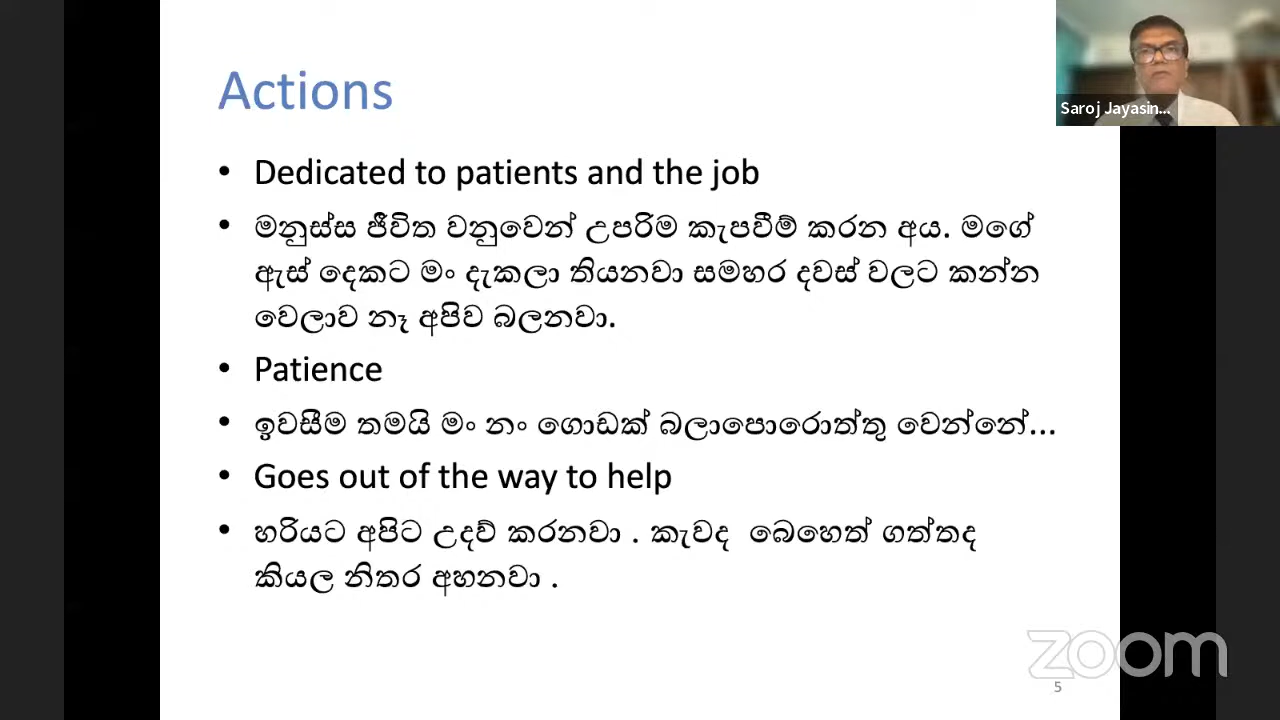 Actions
Saroj Jayasin...
• Dedicated to patients and the job
• මනුස්ස ජීවිත වනුවෙන් උපරිම කැපවීම් කරන අය. මගේ
ඇස් දෙකට මං දැකලා තියනවා සමහර දවස් වලට කන්න
වෙලාව නෑ අපිව බලනවා.
• Patience
• ඉවසීම තමයි මං නං ගොඩක් බලාපොරොත්තු වෙන්නේ...
• Goes out of the way to help
• හරියට අපිට උදව් කරනවා . කැවද බෙහෙත් ගත්තද
කියල නිතර අහනවා .
zoom
5